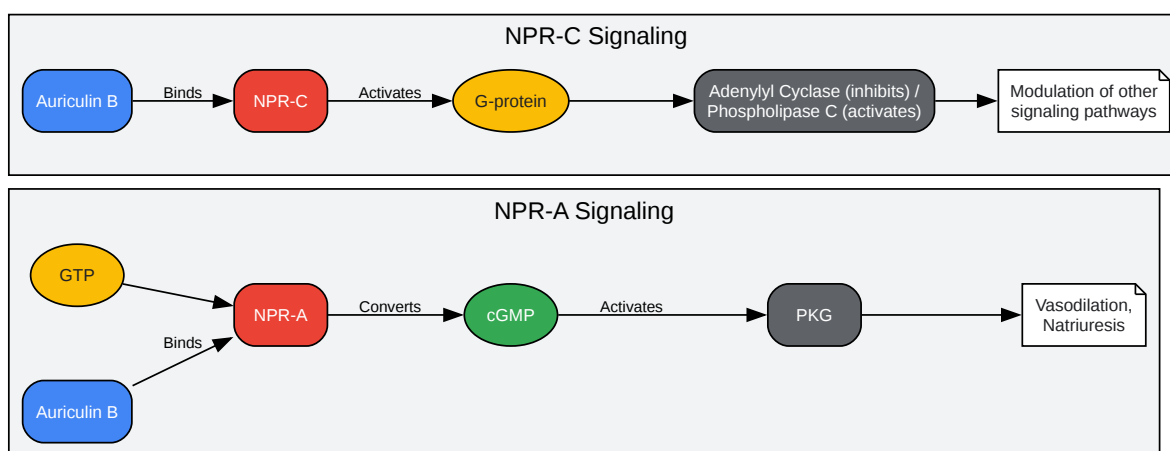 NPR-C Signaling
Auriculin B
Binds
NPR-C
Activates
G-protein
Adenylyl Cyclase (inhibits) /
Phospholipase C (activates)
Modulation of other
signaling pathways
NPR-A Signaling
GTP
Auriculin B
Binds
NPR-A
Converts
cGMP
Activates
PKG
Vasodilation,
Natriuresis